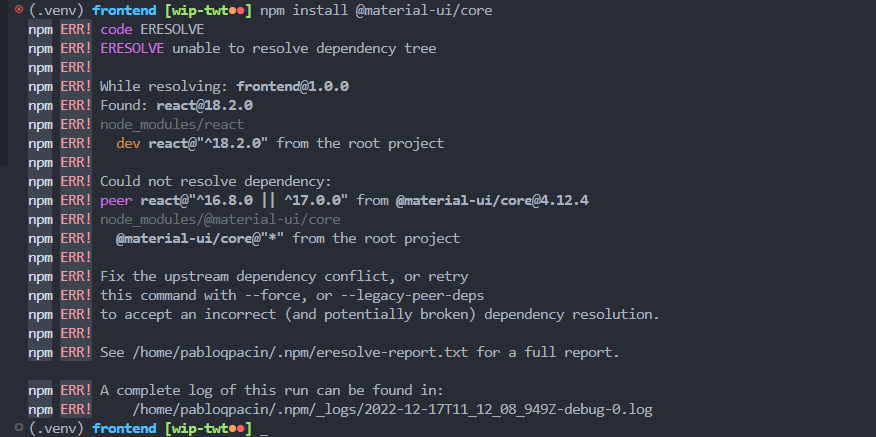 (.venv) frontend [wip-twt●●] npm install @material-ui/core
npm ERR! code ERESOLVE
npm ERR! ERESOLVE unable to resolve dependency tree
npm ERR!
npm ERR! While resolving: frontend@1.0.0
npm ERR! Found: react@18.2.0
npm ERR! node_modules/react
npm ERR!   dev react@"^18.2.0" from the root project
npm ERR!
npm ERR! Could not resolve dependency:
npm ERR! peer react@"^16.8.0 || ^17.0.0" from @material-ui/core@4.12.4
npm ERR! node_modules/@material-ui/core
npm ERR!   @material-ui/core@"*" from the root project
npm ERR!
npm ERR! Fix the upstream dependency conflict, or retry
npm ERR! this command with --force, or --legacy-peer-deps
npm ERR! to accept an incorrect (and potentially broken) dependency resolution.
npm ERR!
npm ERR! See /home/pabloqpacin/.npm/eresolve-report.txt for a full report.
npm ERR! A complete log of this run can be found in:
npm ERR!     /home/pabloqpacin/.npm/_logs/2022-12-17T11_12_08_949Z-debug-0.log
(.venv) frontend [wip-twt●●] _